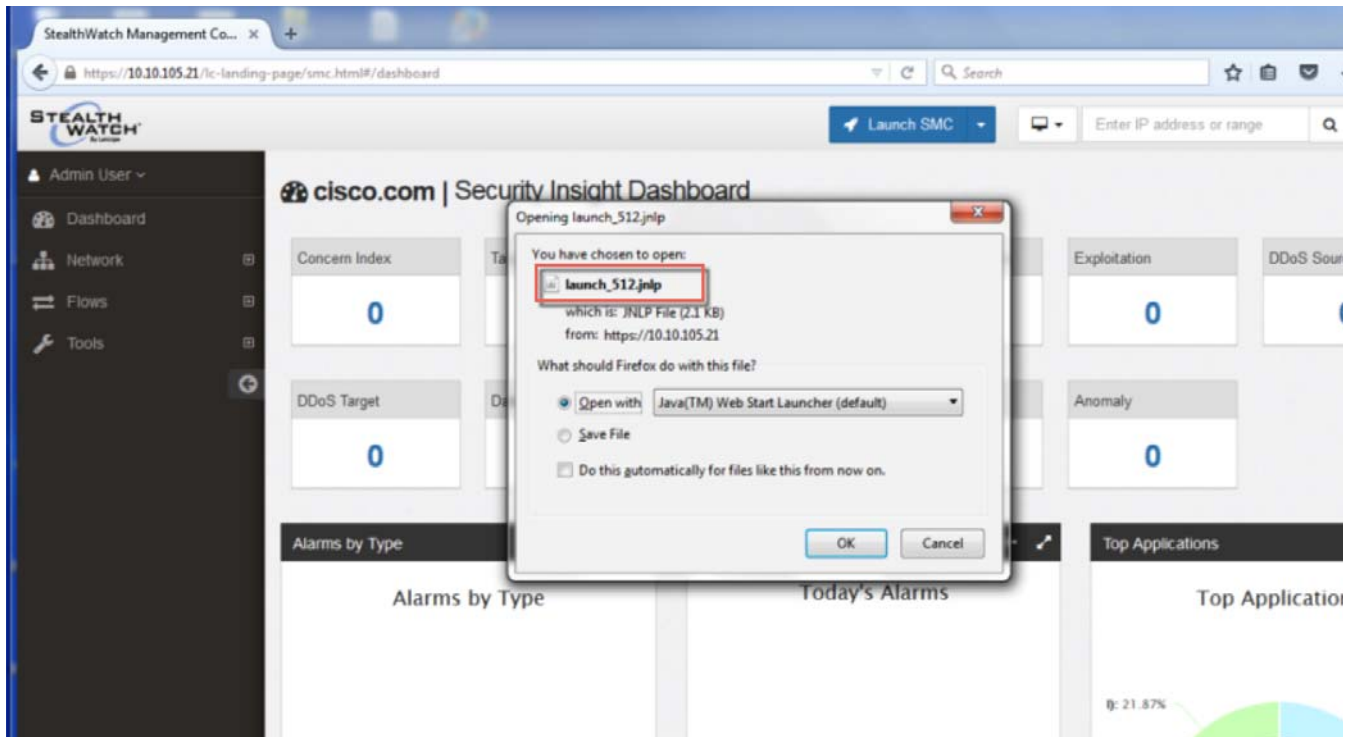 StealthWatch Management Co... × +
https://10.10.105.21/lc-landing-page/smc.html#/dashboard
Search
STEALTH
WATCH
Launch SMC
Enter IP address or range
Admin User
Dashboard
Network
Flows
Tools
cisco.com | Security Insight Dashboard
Concern Index
0
Ta
Exploitation
0
DDoS Sour
DDoS Target
0
Da
Anomaly
0
Opening launch_512.jnlp
You have chosen to open:
launch_512.jnlp
which is: JNLP File (2.1 KB)
from: https://10.10.105.21
What should Firefox do with this file?
Open with Java(TM) Web Start Launcher (default)
Save File
Do this automatically for files like this from now on.
OK Cancel
Alarms by Type
Alarms by Type
Today's Alarms
Top Applications
Top Application
21.87%